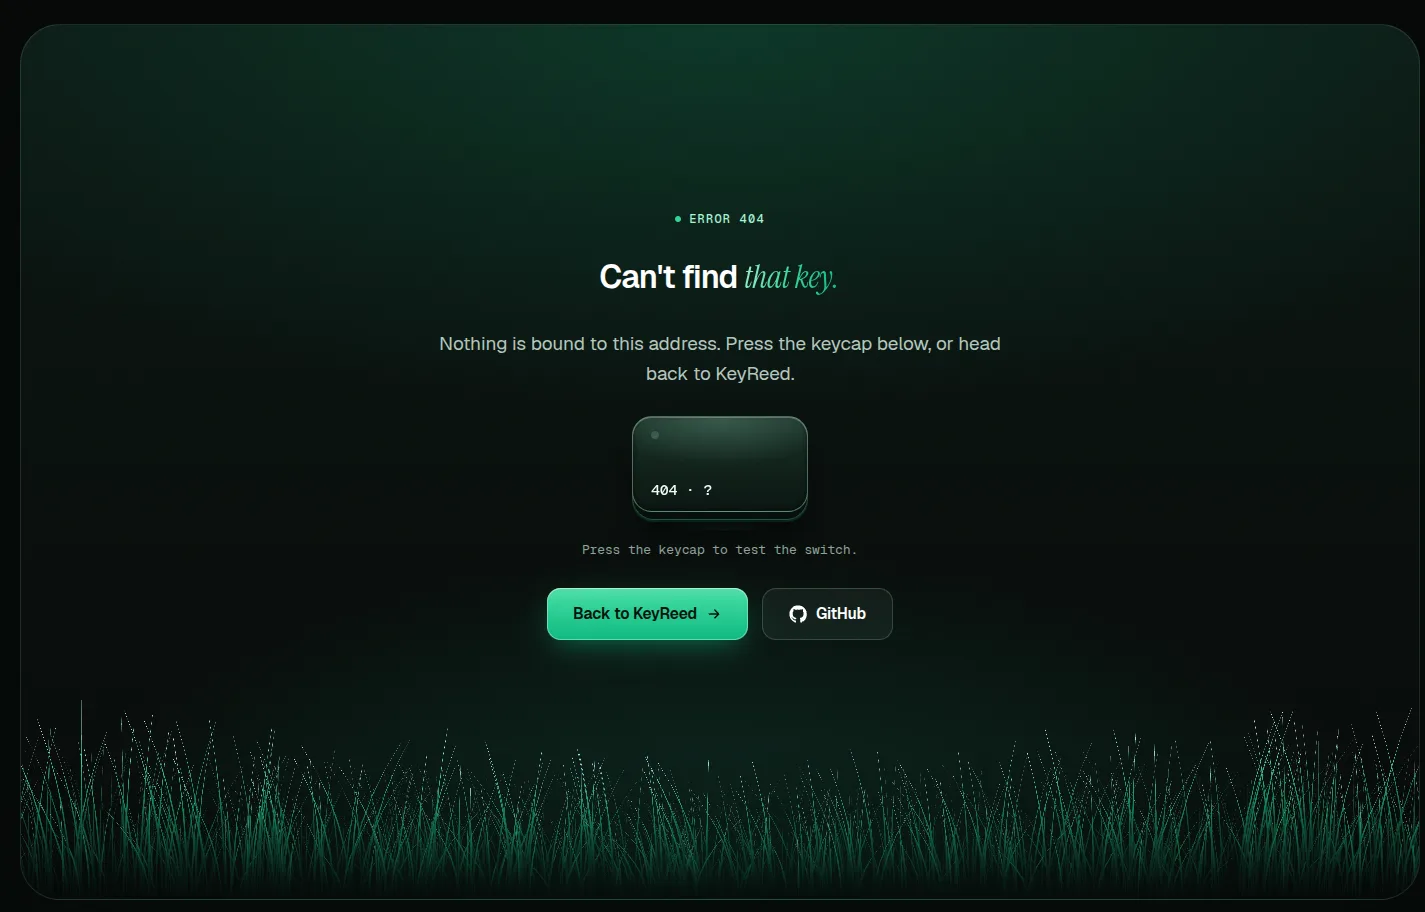 ERROR 404
Can't find that key.
Nothing is bound to this address. Press the keycap below, or head
back to KeyReed.
404 · ?
Press the keycap to test the switch.
Back to KeyReed →
GitHub